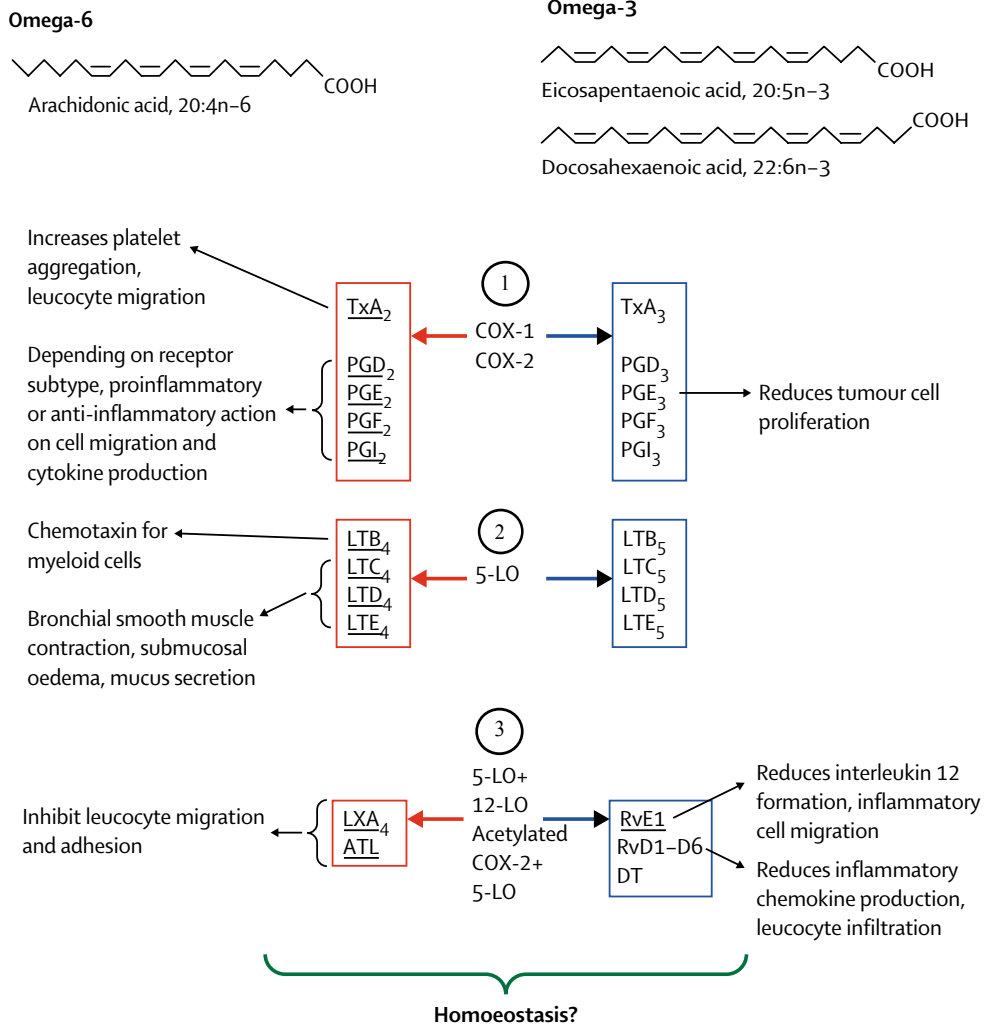 Omega-6
COOH
Arachidonic acid, 20:4n–6
Omega-3
COOH
Eicosapentaenoic acid, 20:5n–3
COOH
Docosahexaenoic acid, 22:6n–3
Increases platelet
aggregation,
leucocyte migration
Depending on receptor
subtype, proinflammatory
or anti-inflammatory action
on cell migration and
cytokine production
TxA2
PGD2
PGE2
PGF2
PGI2
1
COX-1
COX-2
TxA3
PGD3
PGE3
PGF3
PGI3
Reduces tumour cell
proliferation
Chemotaxin for
myeloid cells
Bronchial smooth muscle
contraction, submucosal
oedema, mucus secretion
LTB4
LTC4
LTD4
LTE4
2
5-LO
LTB5
LTC5
LTD5
LTE5
Inhibit leucocyte migration
and adhesion
LXA4
ATL
3
5-LO+
12-LO
Acetylated
COX-2+
5-LO
RvE1
RvD1–D6
DT
Reduces interleukin 12
formation, inflammatory
cell migration
Reduces inflammatory
chemokine production,
leucocyte infiltration
Homoeostasis?